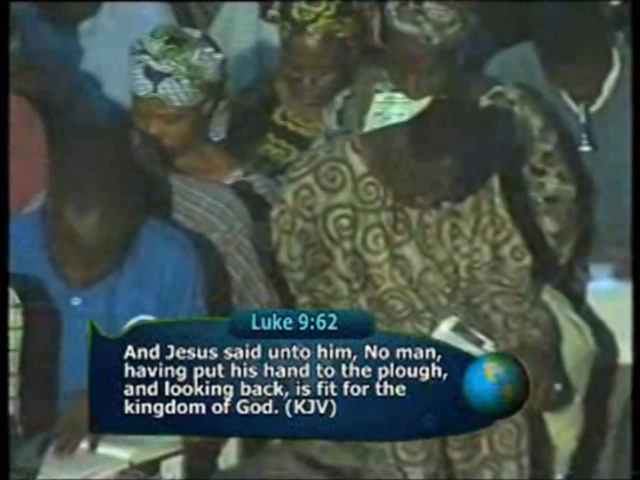 Luke 9:62
And Jesus said unto him, No man,
having put his hand to the plough,
and looking back, is fit for the
kingdom of God. (KJV)